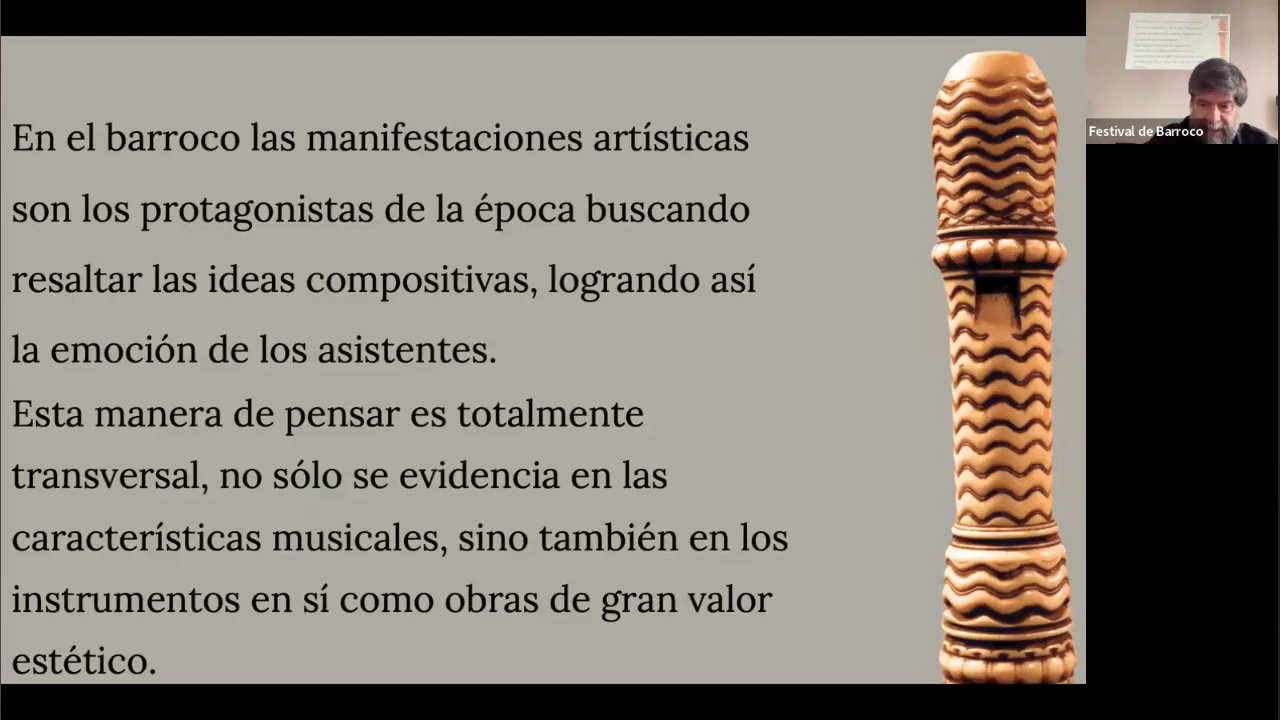 En el barroco las manifestaciones artísticas
son los protagonistas de la época buscando
resaltar las ideas compositivas, logrando así
la emoción de los asistentes.
Esta manera de pensar es totalmente
transversal, no sólo se evidencia en las
características musicales, sino también en los
instrumentos en sí como obras de gran valor
estético.
Festival de Barroco